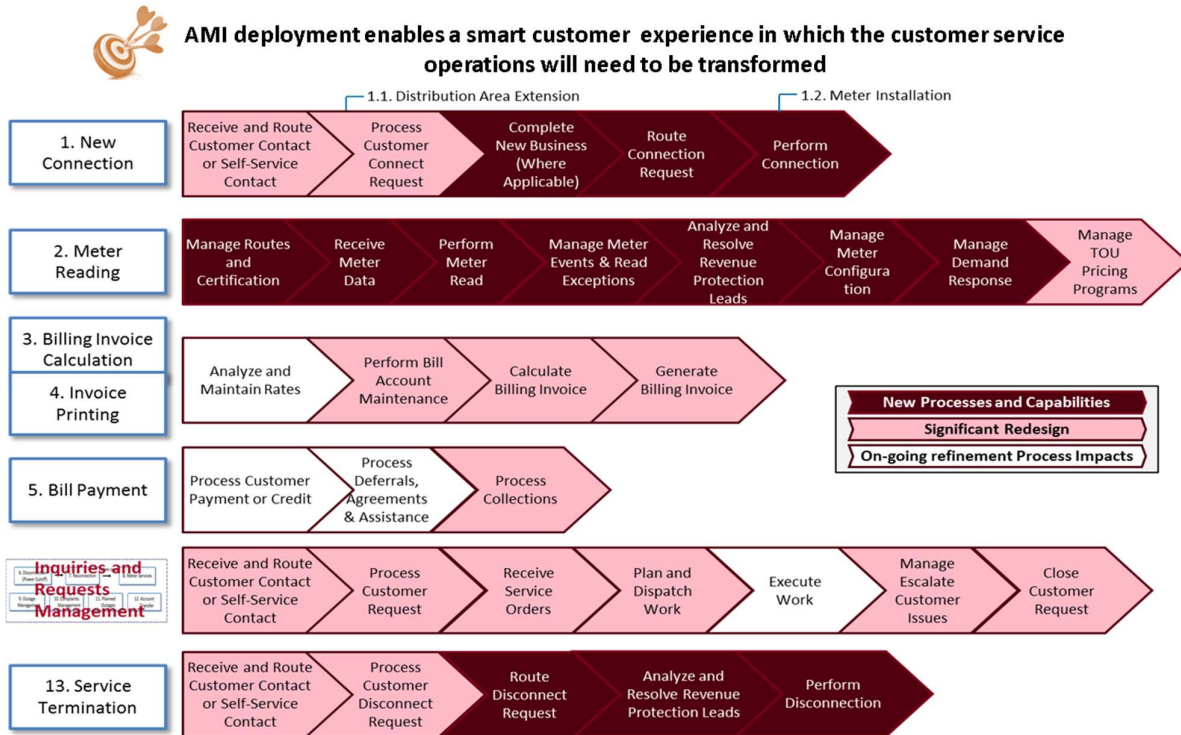 AMI deployment enables a smart customer experience in which the customer service
operations will need to be transformed
1.1. Distribution Area Extension
1.2. Meter Installation
1. New
Connection
Receive and Route
Customer Contact
or Self-Service
Contact
Process
Customer
Connect
Request
Complete
New Business
(Where
Applicable)
Route
Connection
Request
Perform
Connection
2. Meter
Reading
Manage Routes
and
Certification
Receive
Meter
Data
Perform
Meter
Read
Manage Meter
Events & Read
Exceptions
Analyze and
Resolve
Revenue
Protection
Leads
Manage
Meter
Configura
tion
Manage
Demand
Response
Manage
TOU
Pricing
Programs
3. Billing Invoice
Calculation
4. Invoice
Printing
Analyze and
Maintain Rates
Perform Bill
Account
Maintenance
Calculate
Billing Invoice
Generate
Billing Invoice
New Processes and Capabilities
Significant Redesign
On-going refinement Process Impacts
5. Bill Payment
Process Customer
Payment or Credit
Process
Deferrals,
Agreements
& Assistance
Process
Collections
Inquiries and
Requests
Management
Receive and Route
Customer Contact
or Self-Service
Contact
Process
Customer
Request
Receive
Service
Orders
Plan and
Dispatch
Work
Execute
Work
Manage
Escalate
Customer
Issues
Close
Customer
Request
13. Service
Termination
Receive and Route
Customer Contact
or Self-Service
Contact
Process
Customer
Disconnect
Request
Route
Disconnect
Request
Analyze and
Resolve Revenue
Protection Leads
Perform
Disconnection